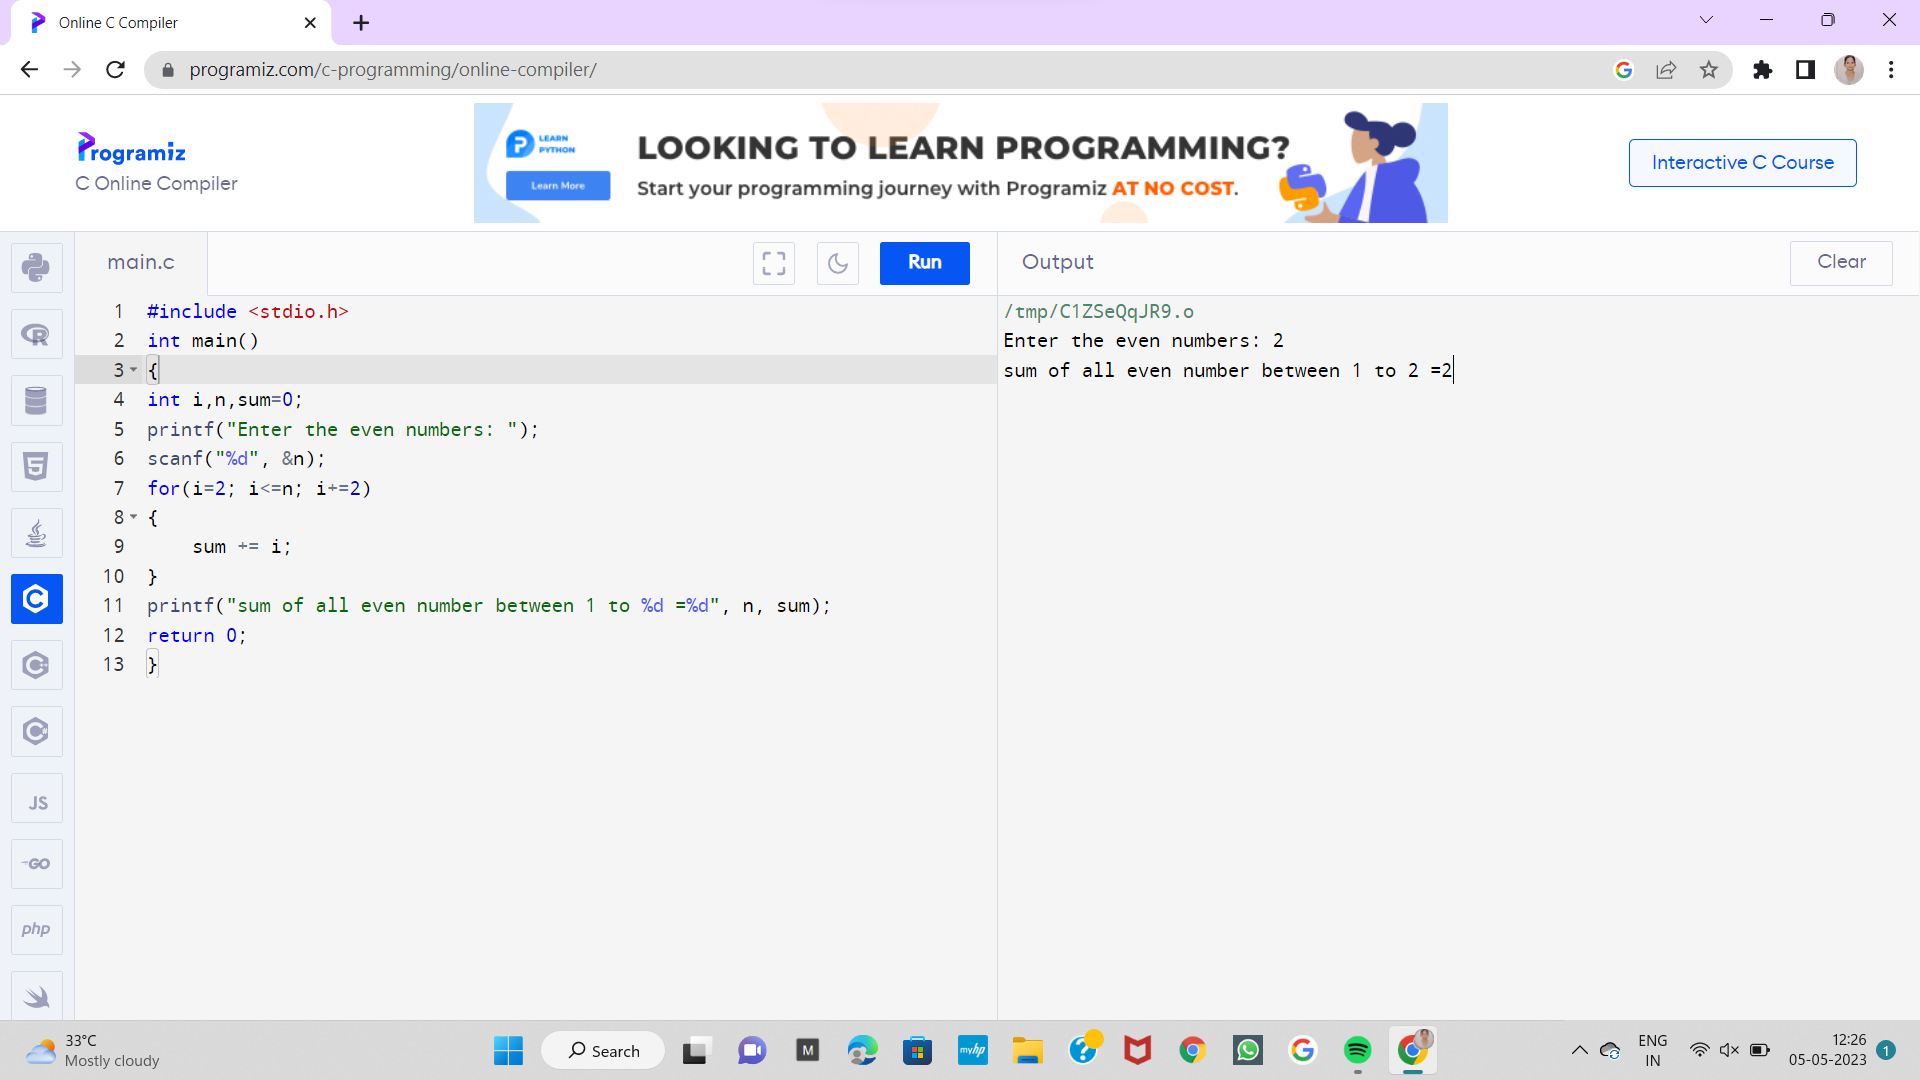 Online C Compiler
programiz.com/c-programming/online-compiler/
Programiz
C Online Compiler
LEARN
PYTHON
Learn More
LOOKING TO LEARN PROGRAMMING?
Start your programming journey with Programiz AT NO COST.
Interactive C Course
main.c
Run
Output
Clear
1 #include <stdio.h>
2 int main()
3 {
4 int i,n,sum=0;
5 printf("Enter the even numbers: ");
6 scanf("%d", &n);
7 for(i=2; i<=n; i+=2)
8 {
9     sum += i;
10 }
11 printf("sum of all even number between 1 to %d =%d", n, sum);
12 return 0;
13 }
/tmp/C1ZSeQqJR9.o
Enter the even numbers: 2
sum of all even number between 1 to 2 =2
JS
GO
php
33°C
Mostly cloudy
Search
M
myhp
ENG
IN
12:26
05-05-2023
1